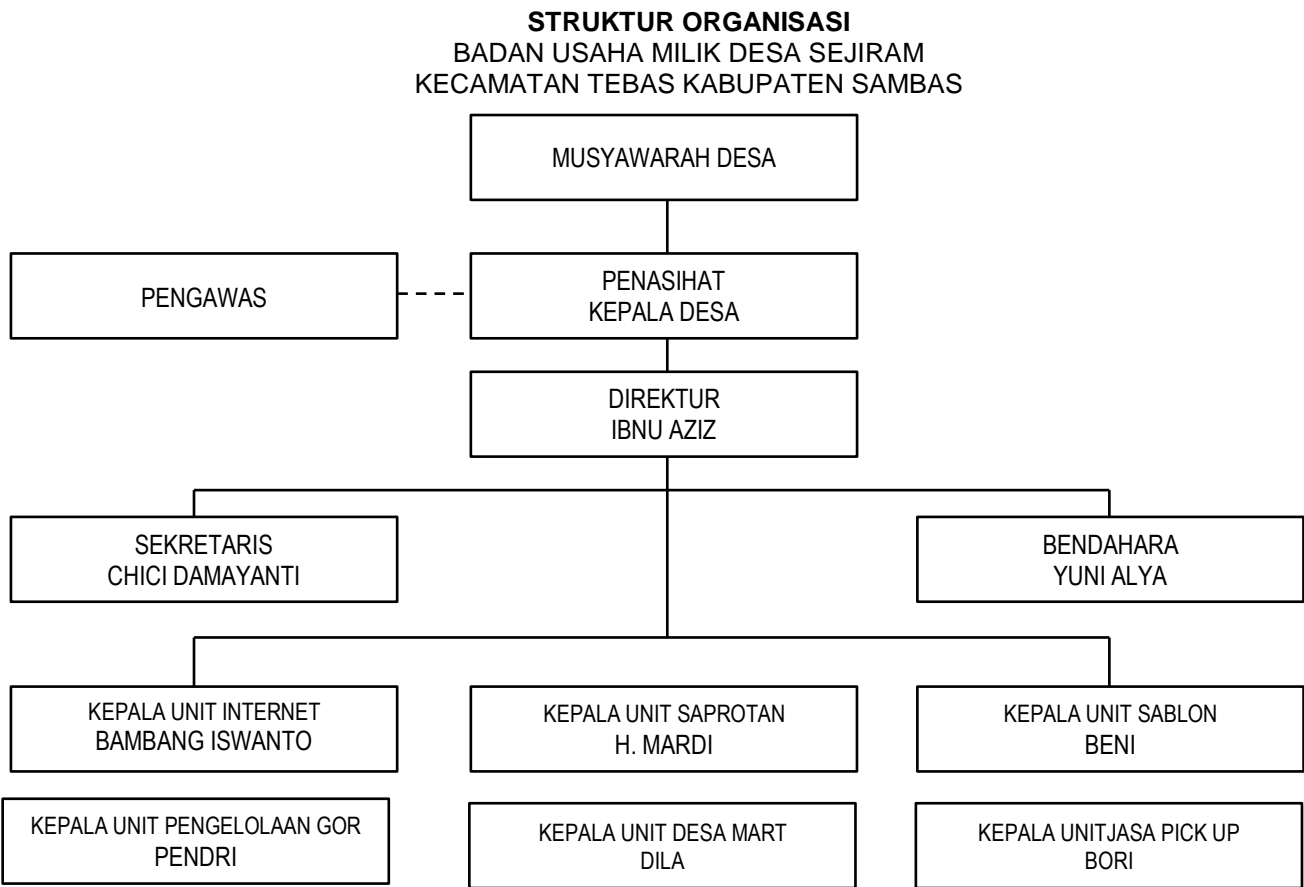 STRUKTUR ORGANISASI
BADAN USAHA MILIK DESA SEJIRAM
KECAMATAN TEBAS KABUPATEN SAMBAS
MUSYAWARAH DESA
PENGAWAS
PENASIHAT
KEPALA DESA
DIREKTUR
IBNU AZIZ
SEKRETARIS
CHICI DAMAYANTI
BENDAHARA
YUNI ALYA
KEPALA UNIT INTERNET
BAMBANG ISWANTO
KEPALA UNIT SAPROTAN
H. MARDI
KEPALA UNIT SABLON
BENI
KEPALA UNIT PENGELOLAAN GOR
PENDRI
KEPALA UNIT DESA MART
DILA
KEPALA UNITJASA PICK UP
BORI